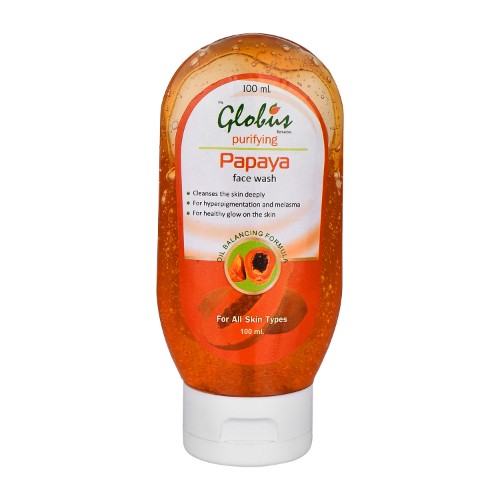 100 ml.
Globus
purifying
Papaya
face wash
Cleanses the skin deeply
For hyperpigmentation and melasma
For healthy glow on the skin
OIL BALANCING FORMULA
For All Skin Types
100 ml.